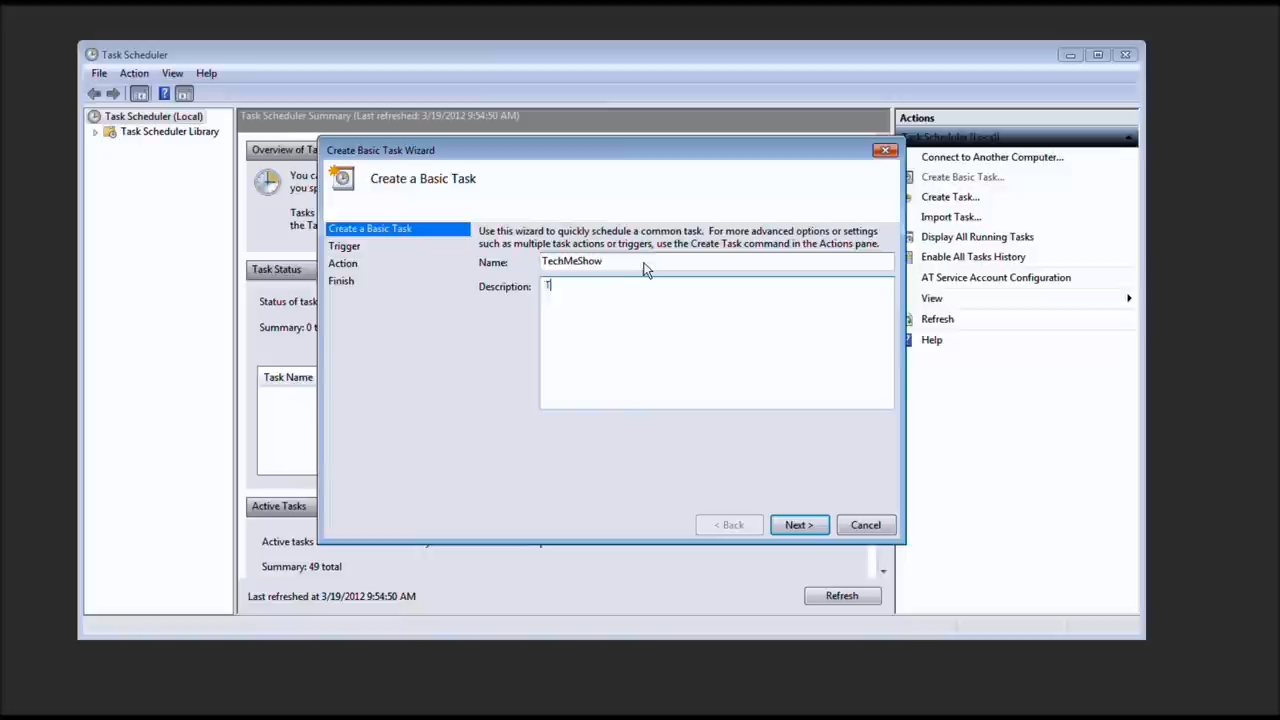 Task Scheduler
File Action View Help
Task Scheduler (Local)
Task Scheduler Library
Task Scheduler Summary (Last refreshed: 3/19/2012 9:54:50 AM)
Overview of Ta
You ca
you sp
Tasks
the Ta
Task Status
Status of task
Summary: 0 t
Task Name
Active Tasks
Active tasks
Summary: 49 total
Last refreshed at 3/19/2012 9:54:50 AM
Refresh
Create Basic Task Wizard
Create a Basic Task
Create a Basic Task
Trigger
Action
Finish
Use this wizard to quickly schedule a common task. For more advanced options or settings
such as multiple task actions or triggers, use the Create Task command in the Actions pane.
Name: TechMeShow
Description: T
< Back Next > Cancel
Actions
Task Scheduler (Local)
Connect to Another Computer...
Create Basic Task...
Create Task...
Import Task...
Display All Running Tasks
Enable All Tasks History
AT Service Account Configuration
View
Refresh
Help